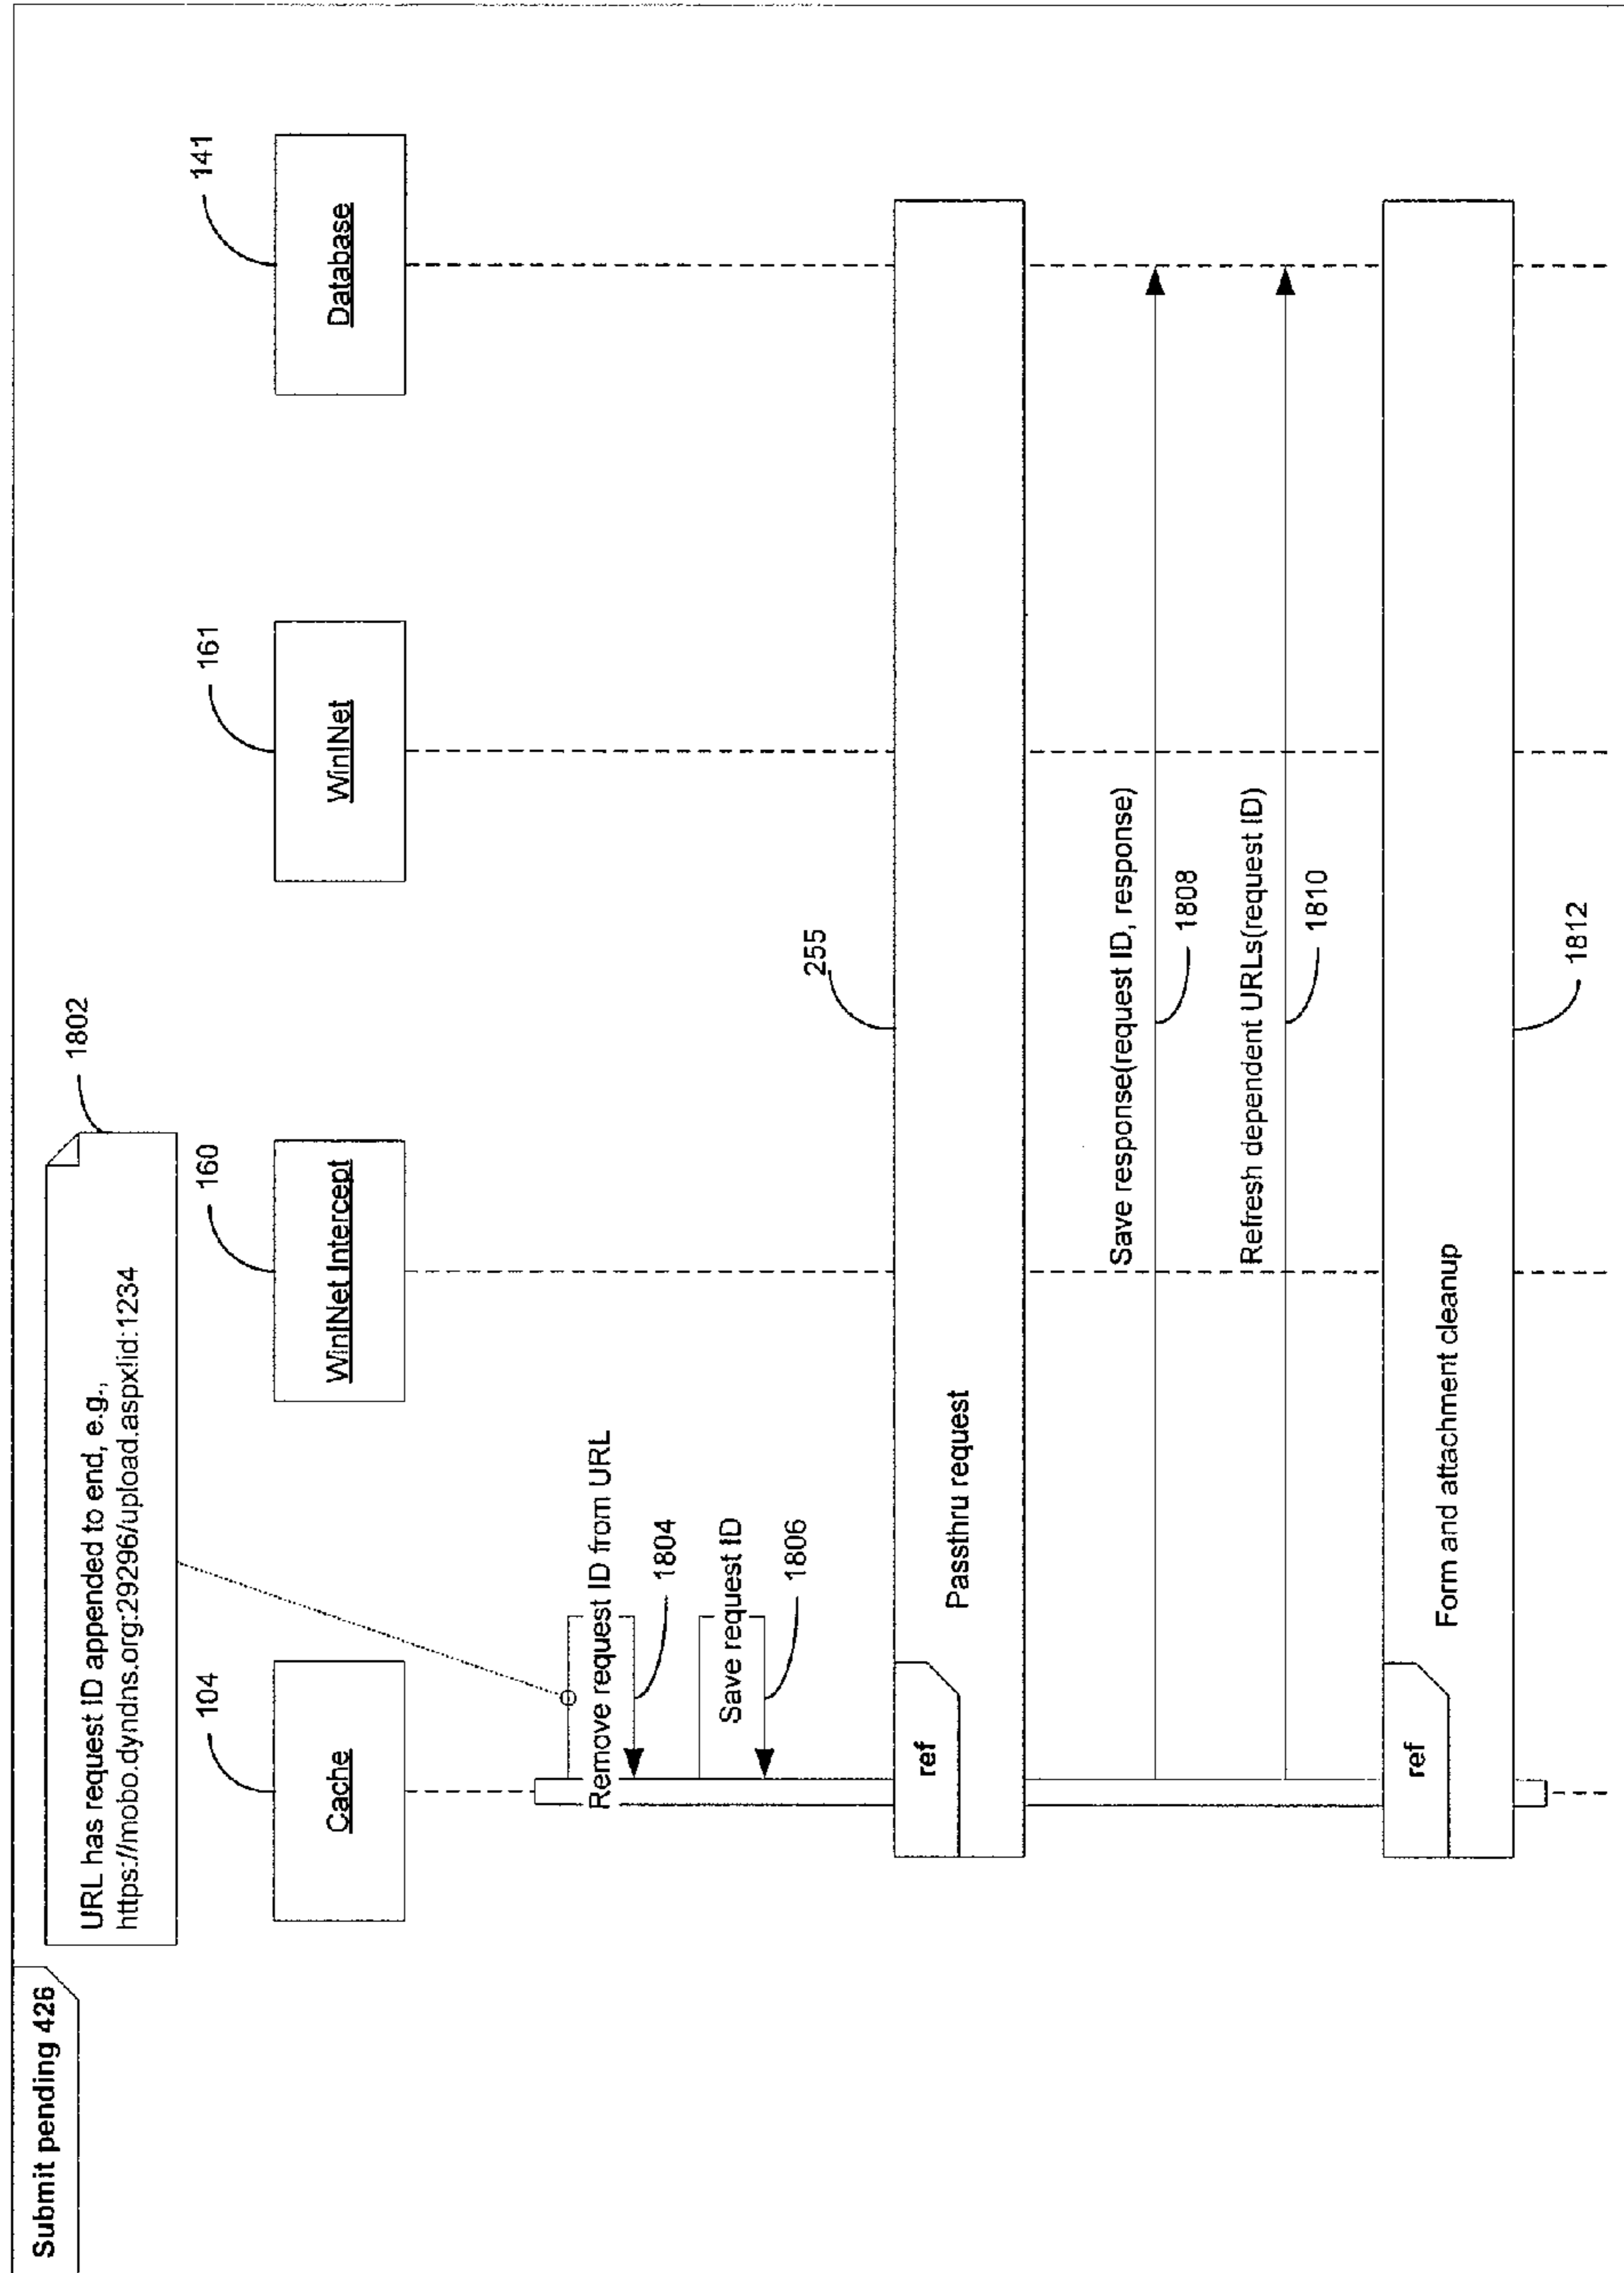 Submit pending 426
URL has request ID appended to end, e.g.,
https://mobo.dyndns.org:29296/upload.aspx!id:1234
1802
104
160
161
141
Cache
WinINet Intercept
WinINet
Database
Remove request ID from URL
1804
Save request ID
1806
255
ref
Passthru request
Save response(request ID, response)
1808
Refresh dependent URLs(request ID)
1810
ref
Form and attachment cleanup
1812